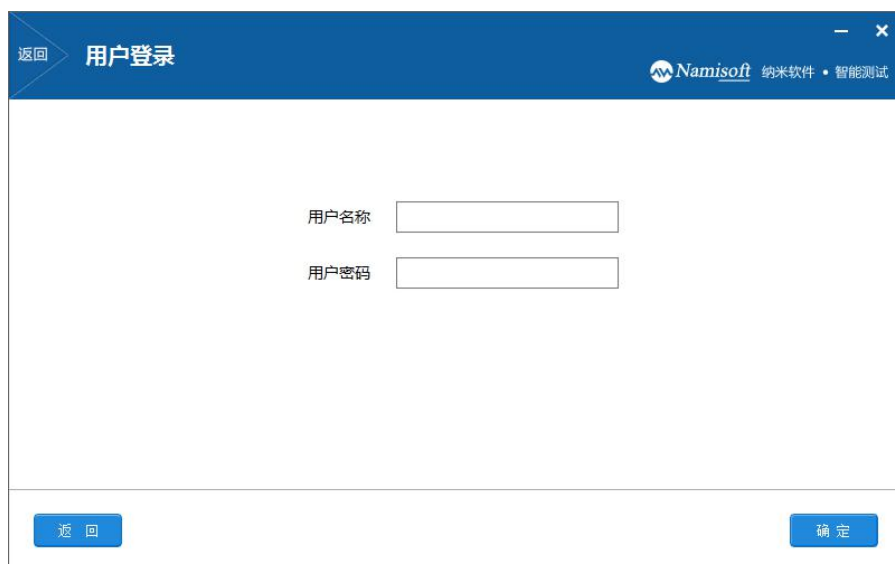 返回 用户登录
Namisoft 纳米软件 • 智能测试
用户名称
用户密码
返 回 确 定